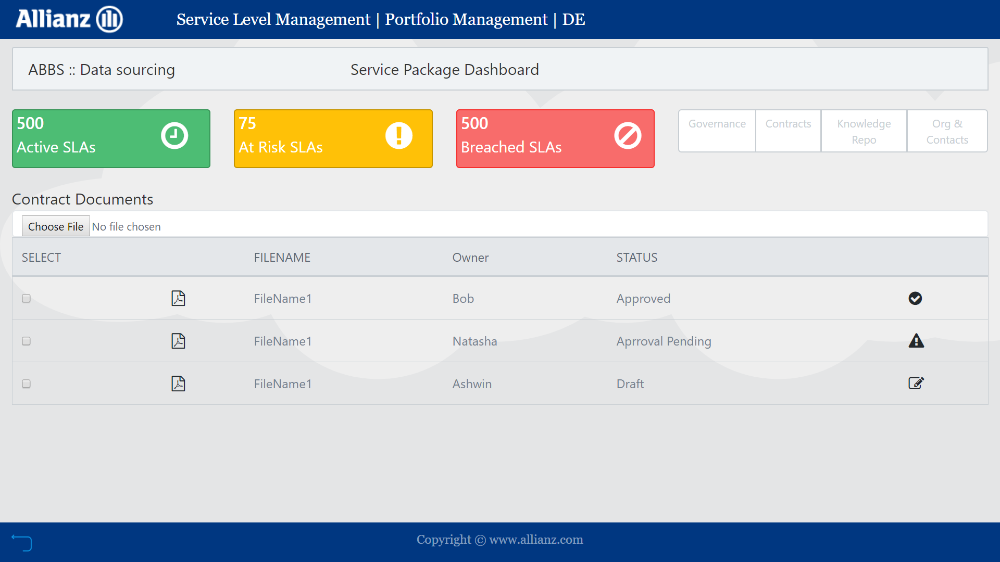 Allianz
Service Level Management | Portfolio Management | DE
ABBS :: Data sourcing
Service Package Dashboard
500
Active SLAs
75
At Risk SLAs
500
Breached SLAs
Governance
Contracts
Knowledge
Repo
Org &
Contacts
Contract Documents
Choose File No file chosen
SELECT FILENAME Owner STATUS
FileName1 Bob Approved
FileName1 Natasha Aprroval Pending
FileName1 Ashwin Draft
Copyright © www.allianz.com